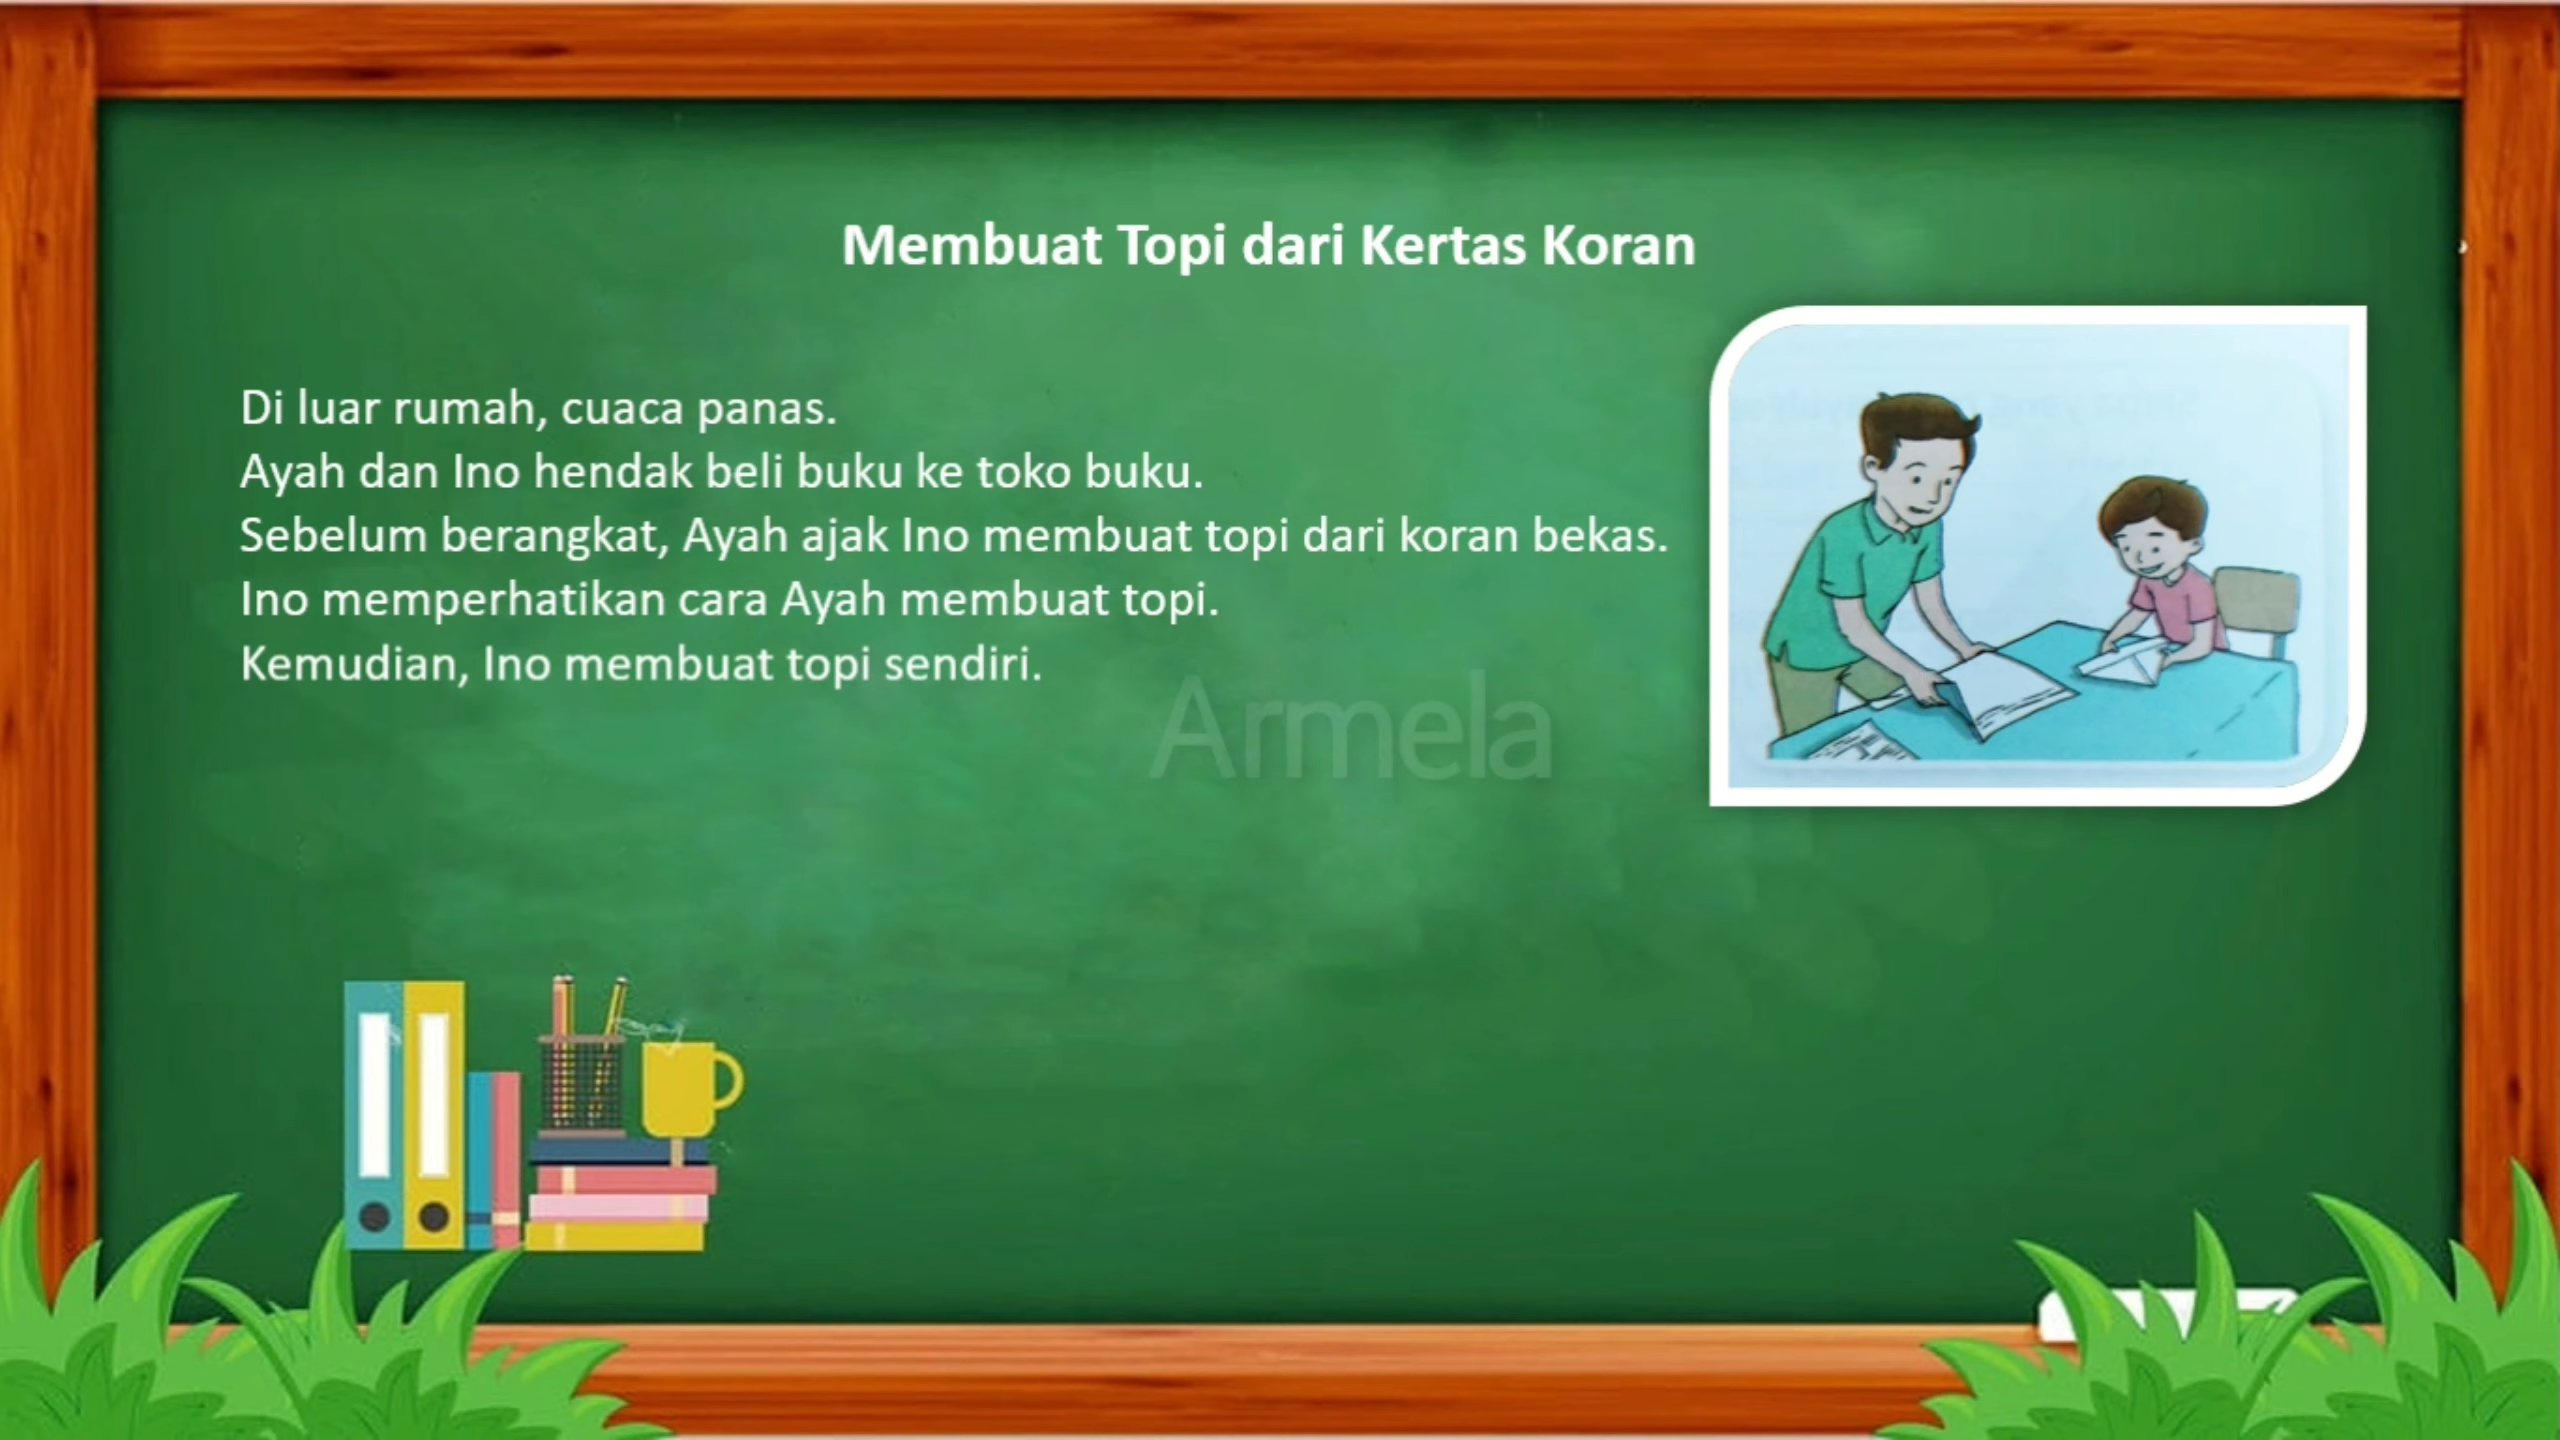 Membuat Topi dari Kertas Koran
Di luar rumah, cuaca panas.
Ayah dan Ino hendak beli buku ke toko buku.
Sebelum berangkat, Ayah ajak Ino membuat topi dari koran bekas.
Ino memperhatikan cara Ayah membuat topi.
Kemudian, Ino membuat topi sendiri.
Armela